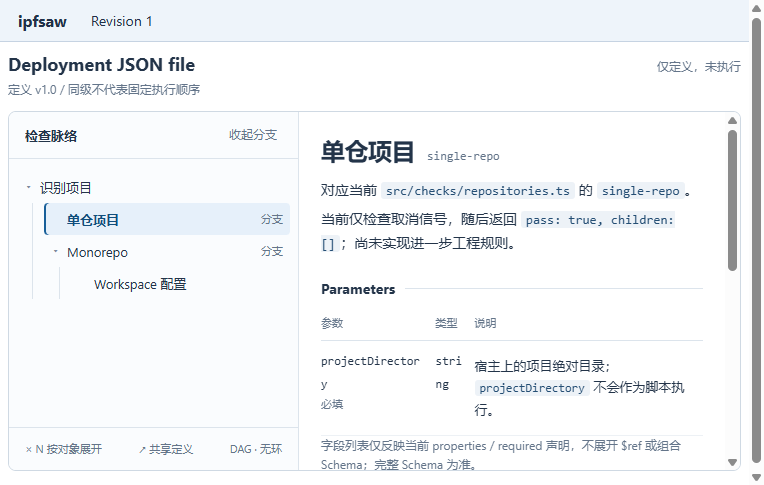 ipfsaw Revision 1
Deployment JSON file
仅定义，未执行
定义 v1.0 / 同级不代表固定执行顺序
检查脉络 收起分支
识别项目
单仓项目 分支
Monorepo 分支
Workspace 配置
× N 按对象展开 ↗ 共享定义 DAG · 无环
单仓项目 single-repo
对应当前 src/checks/repositories.ts 的 single-repo 。
当前仅检查取消信号，随后返回 pass: true, children:
[] ；尚未实现进一步工程规则。
Parameters
参数 类型 说明
projectDirector stri 宿主上的项目绝对目录；
y ng projectDirectory 不会作为脚本执
必填 行。
字段列表仅反映当前 properties / required 声明，不展开 $ref 或组合
Schema；完整 Schema 为准。